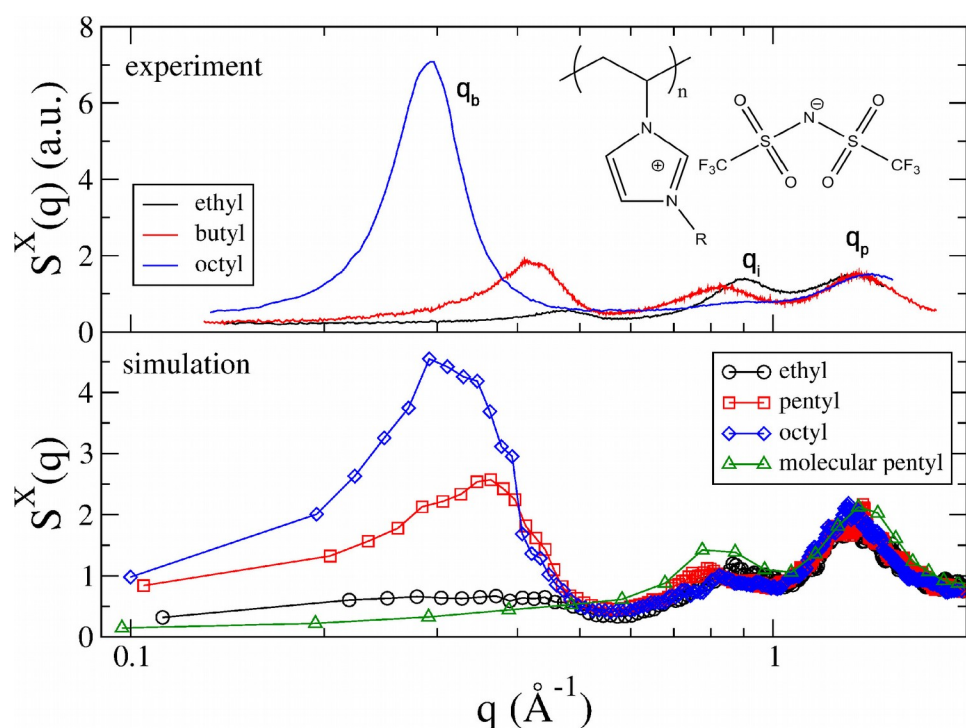 experiment
S^X(q) (a.u.)
8
6
4
2
0
ethyl
butyl
octyl
q_b
q_i
q_p
n
N
⊕
N
R
O
O
N
⊖
S
S
F3C
CF3
O
O
simulation
S^X(q)
4
3
2
1
0
ethyl
pentyl
octyl
molecular pentyl
0.1
1
q (Å^-1)